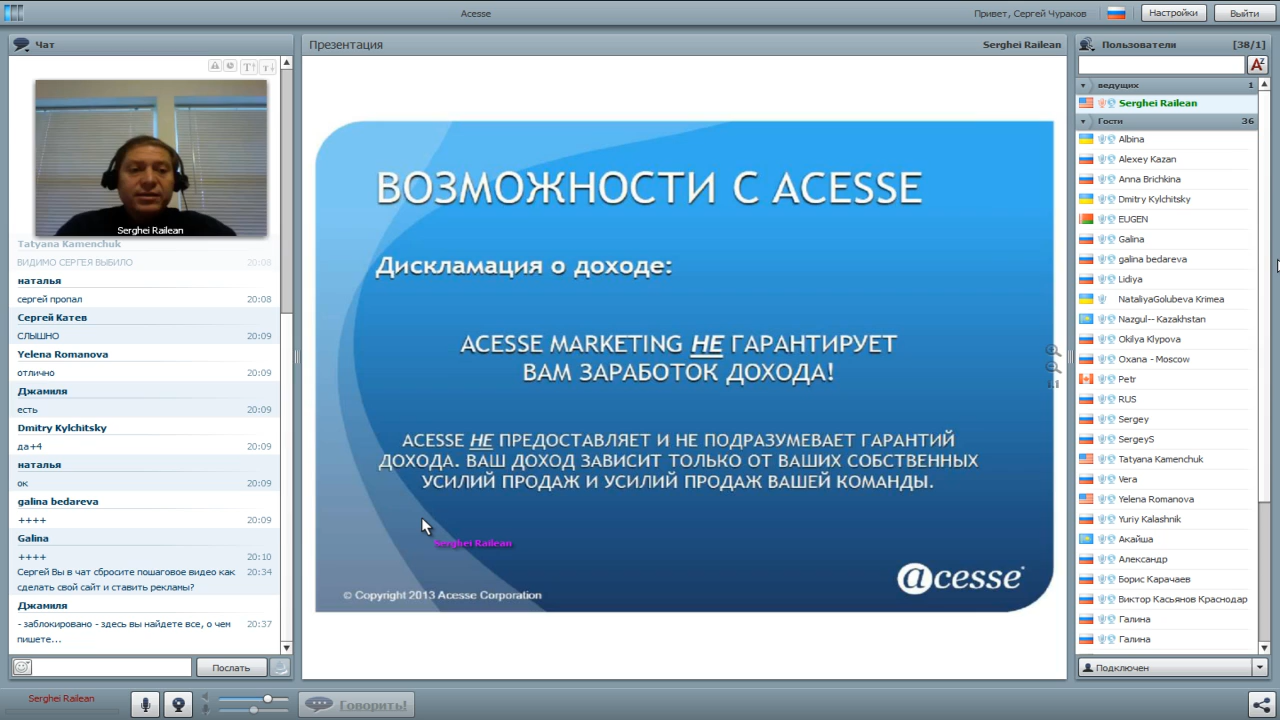 Acesse
Привет, Сергей Чураков
Настройки
Выйти
Чат
Serghei Railean
Tatyana Kamenchuk
ВИДИМО СЕРГЕЯ ВЫБИЛО 20:08
наталья
сергей пропал 20:08
Сергей Катев
СЛЫШНО 20:09
Yelena Romanova
отлично 20:09
Джамиля
есть 20:09
Dmitry Kylchitsky
да+4 20:09
наталья
ок 20:09
galina bedareva
++++ 20:09
Galina
++++ 20:10
Сергей Вы в чат сбросите пошаговое видео как 20:34
сделать свой сайт и ставить рекламы?
Джамиля
- заблокировано - здесь вы найдете все, о чем 20:37
пишете...
Послать
Презентация
Serghei Railean
ВОЗМОЖНОСТИ С ACESSE
Дискламация о доходе:
ACESSE MARKETING НЕ ГАРАНТИРУЕТ
ВАМ ЗАРАБОТОК ДОХОДА!
ACESSE НЕ ПРЕДОСТАВЛЯЕТ И НЕ ПОДРАЗУМЕВАЕТ ГАРАНТИЙ
ДОХОДА. ВАШ ДОХОД ЗАВИСИТ ТОЛЬКО ОТ ВАШИХ СОБСТВЕННЫХ
УСИЛИЙ ПРОДАЖ И УСИЛИЙ ПРОДАЖ ВАШЕЙ КОМАНДЫ.
Serghei Railean
© Copyright 2013 Acesse Corporation
@cesse
1:1
Пользователи [38/1]
ведущих 1
Serghei Railean
Гости 36
Albina
Alexey Kazan
Anna Brichkina
Dmitry Kylchitsky
EUGEN
Galina
galina bedareva
Lidiya
NataliyaGolubeva Krimea
Nazgul-- Kazakhstan
Okilya Klypova
Oxana - Moscow
Petr
RUS
Sergey
SergeyS
Tatyana Kamenchuk
Vera
Yelena Romanova
Yuriy Kalashnik
Акайша
Александр
Борис Карачаев
Виктор Касьянов Краснодар
Галина
Галина
Подключен
Serghei Railean
Говорить!